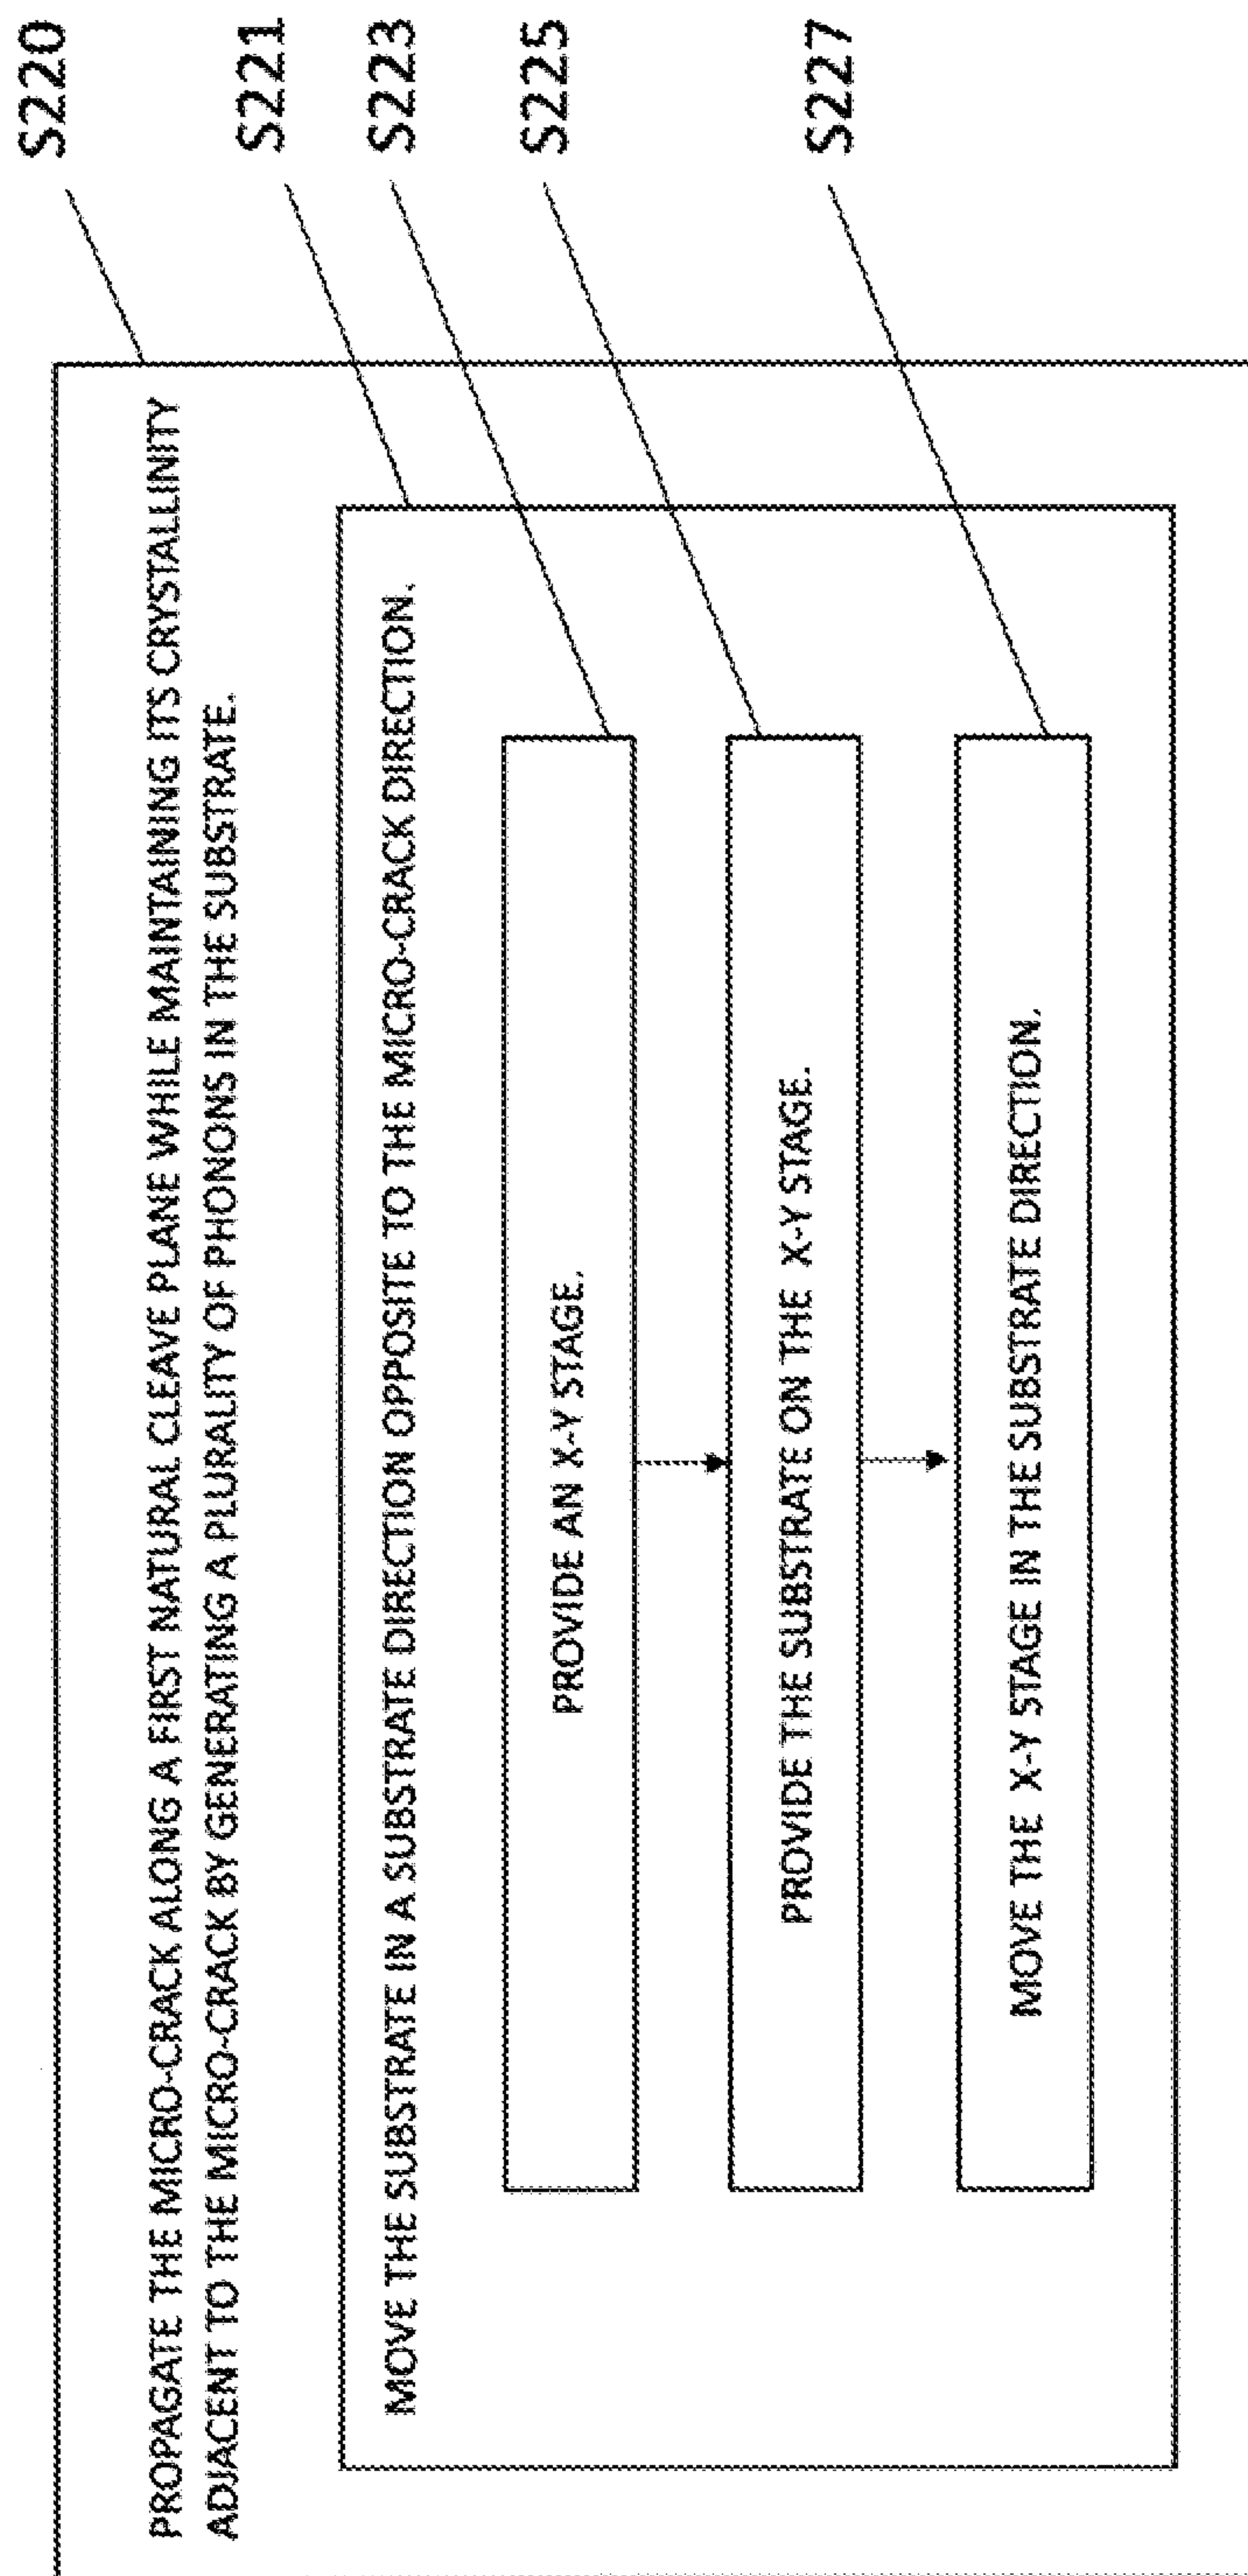 PROPAGATE THE MICRO-CRACK ALONG A FIRST NATURAL CLEAVE PLANE WHILE MAINTAINING ITS CRYSTALLINITY
ADJACENT TO THE MICRO-CRACK BY GENERATING A PLURALITY OF PHONONS IN THE SUBSTRATE.
S220
MOVE THE SUBSTRATE IN A SUBSTRATE DIRECTION OPPOSITE TO THE MICRO-CRACK DIRECTION.
S221
PROVIDE AN X-Y STAGE.
S223
PROVIDE THE SUBSTRATE ON THE X-Y STAGE.
S225
MOVE THE X-Y STAGE IN THE SUBSTRATE DIRECTION.
S227